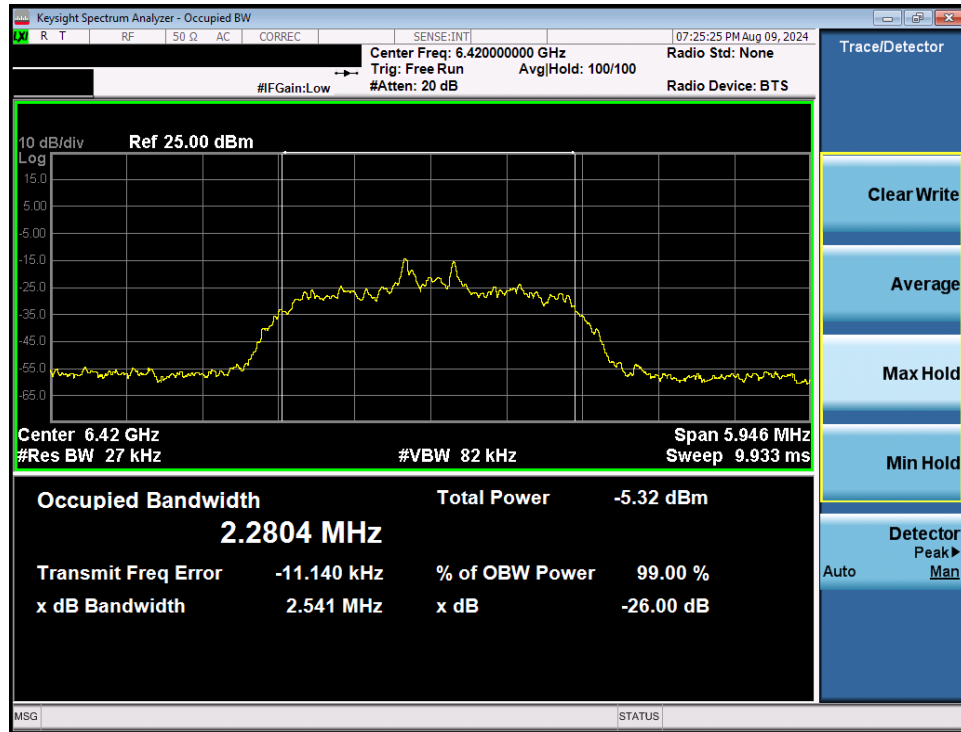 Keysight Spectrum Analyzer - Occupied BW
LXI R T RF 50 Ω AC CORREC SENSE:INT 07:25:25 PM Aug 09, 2024
Center Freq: 6.420000000 GHz Radio Std: None
Trig: Free Run Avg|Hold: 100/100
#IFGain:Low #Atten: 20 dB Radio Device: BTS
10 dB/div Ref 25.00 dBm
Log
15.0
5.00
-5.00
-15.0
-25.0
-35.0
-45.0
-55.0
-65.0
Center 6.42 GHz Span 5.946 MHz
#Res BW 27 kHz #VBW 82 kHz Sweep 9.933 ms
Occupied Bandwidth Total Power -5.32 dBm
2.2804 MHz
Transmit Freq Error -11.140 kHz % of OBW Power 99.00 %
x dB Bandwidth 2.541 MHz x dB -26.00 dB
Trace/Detector
Clear Write
Average
Max Hold
Min Hold
Detector
Peak▶
Auto Man
MSG STATUS